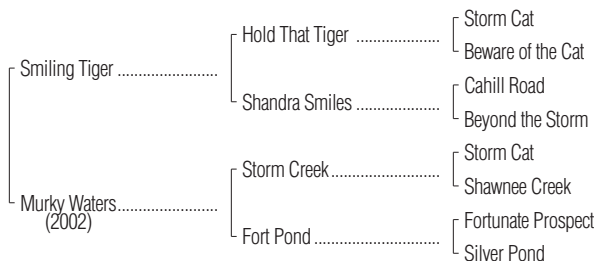 Storm Cat
Hold That Tiger ....................
Beware of the Cat
Smiling Tiger ........................
Cahill Road
Shandra Smiles ...................
Beyond the Storm
Storm Cat
Storm Creek.........................
Shawnee Creek
Murky Waters........................
(2002)
Fortunate Prospect
Fort Pond .............................
Silver Pond